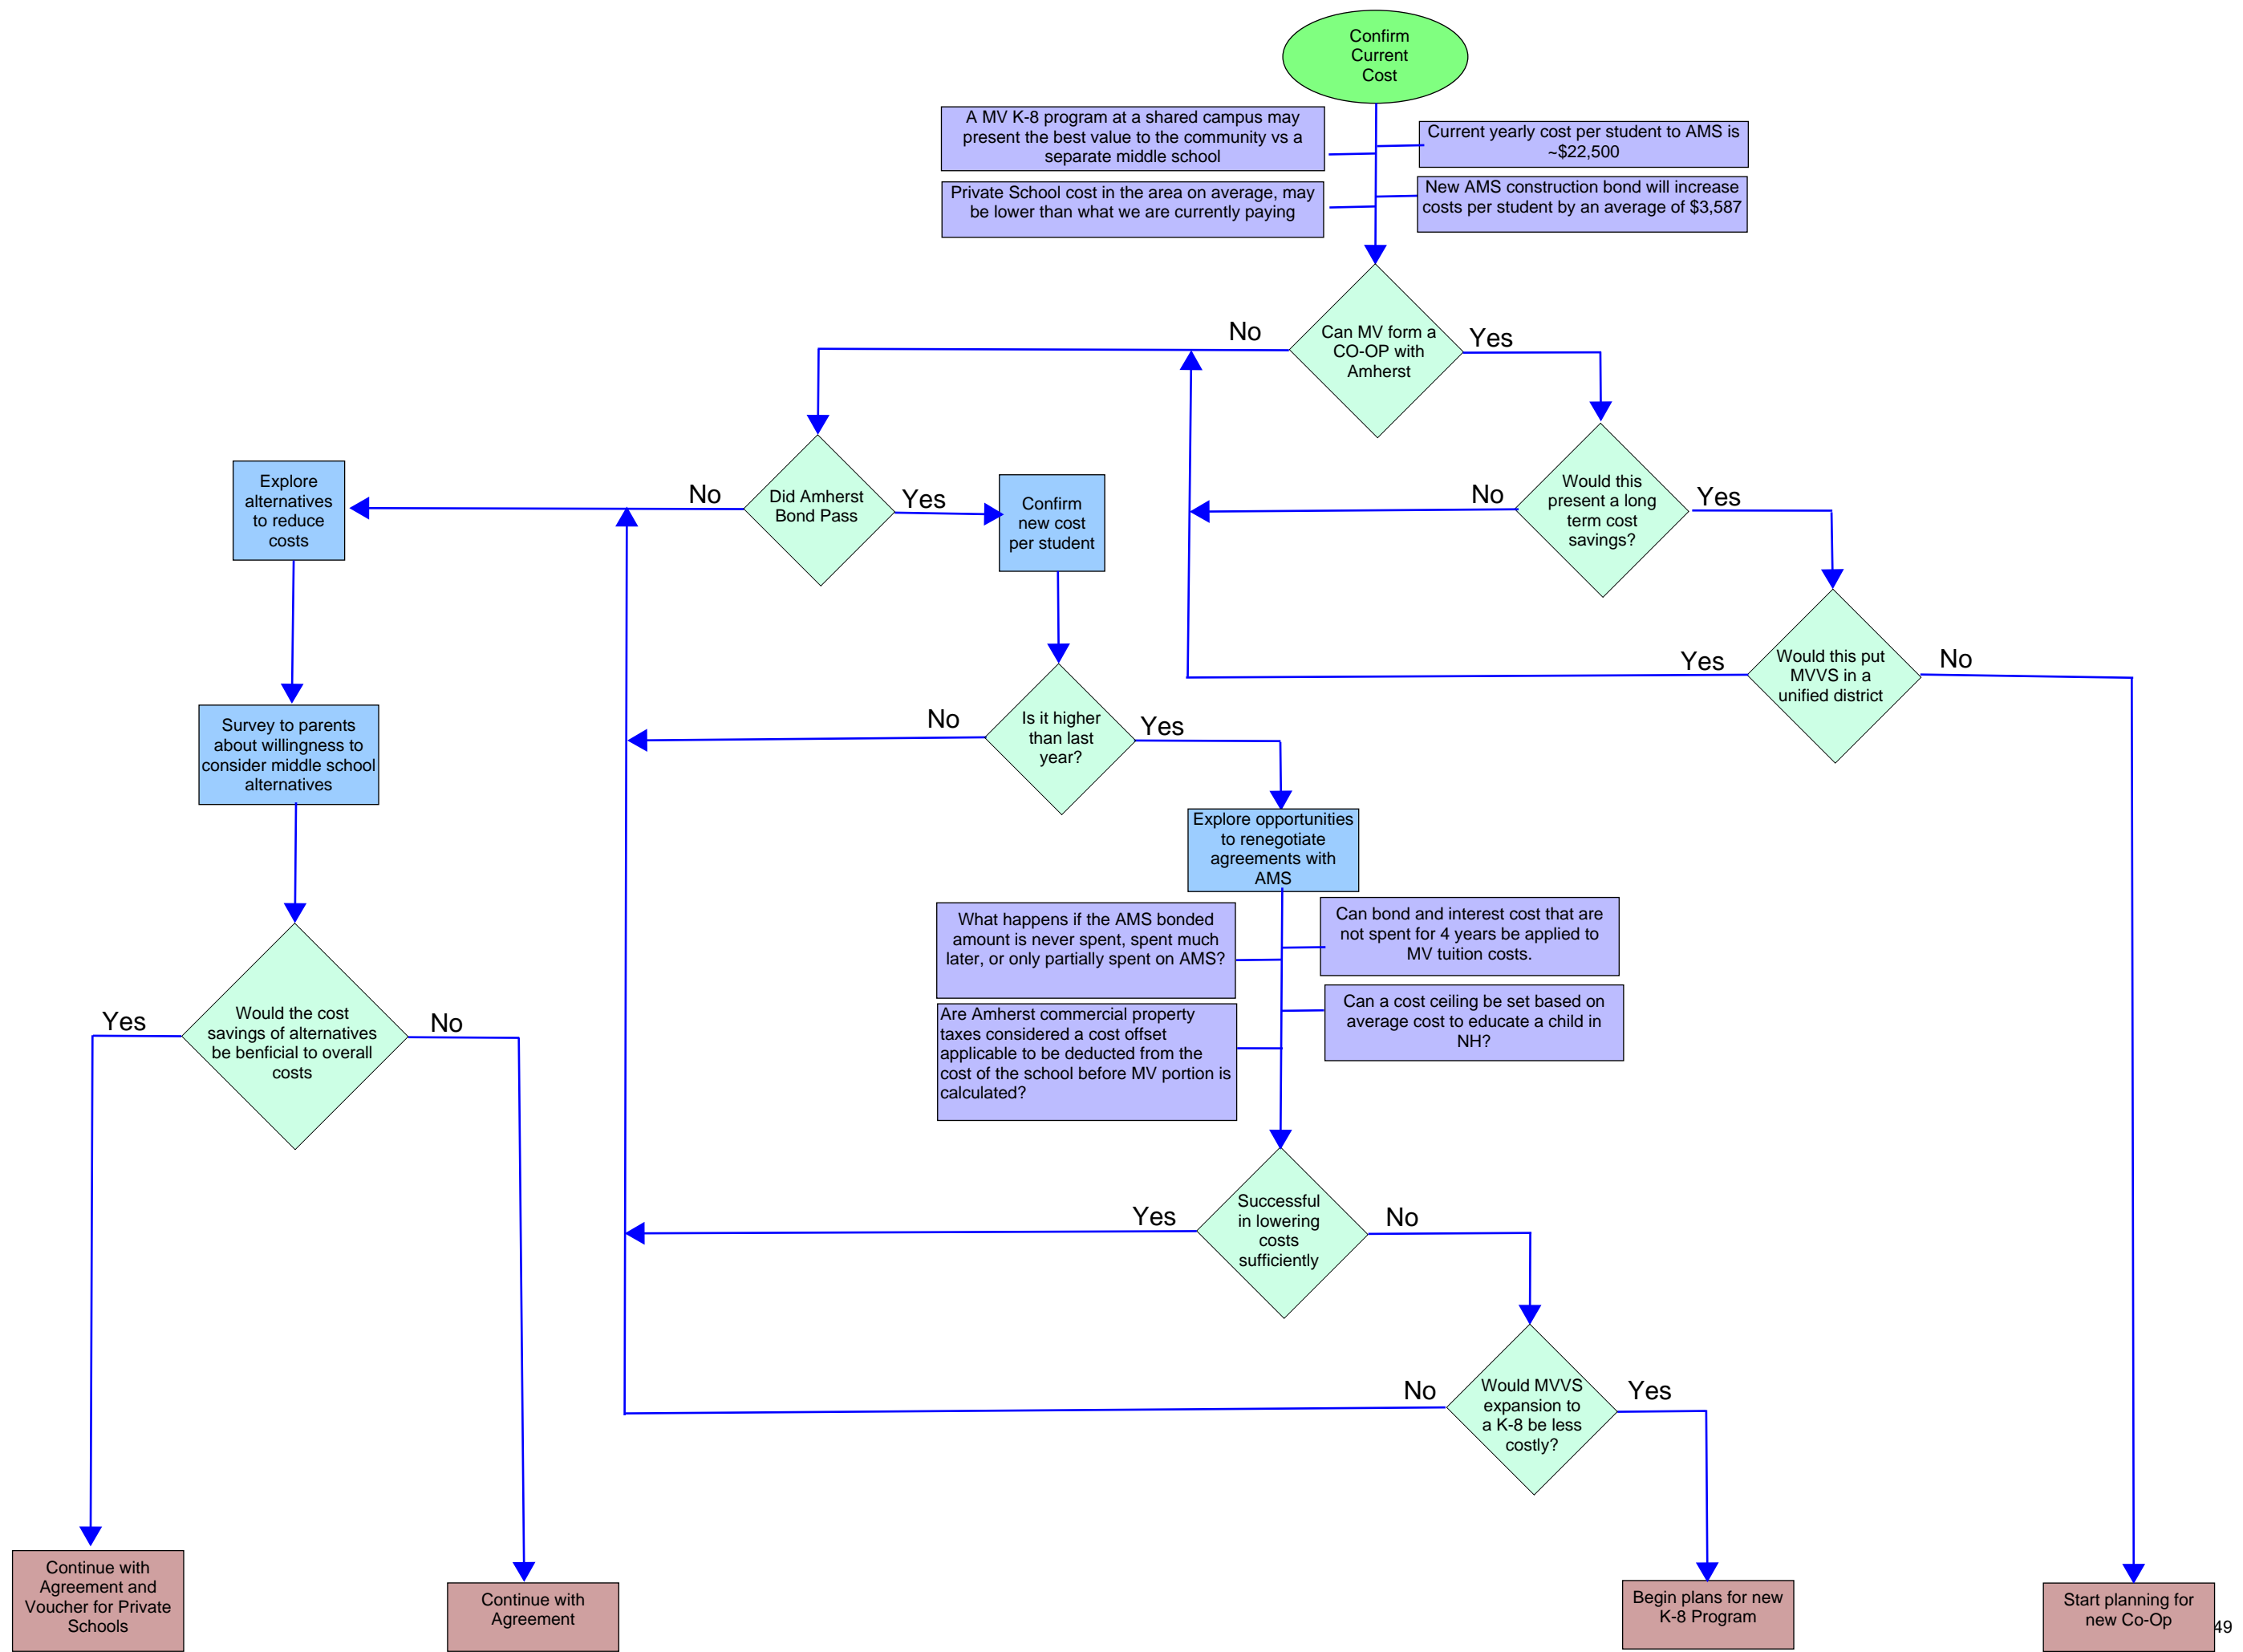 Confirm
Current
Cost
A MV K-8 program at a shared campus may
present the best value to the community vs a
separate middle school
Current yearly cost per student to AMS is
~$22,500
Private School cost in the area on average, may
be lower than what we are currently paying
New AMS construction bond will increase
costs per student by an average of $3,587
Can MV form a
CO-OP with
Amherst
No
Yes
Did Amherst
Bond Pass
No
Yes
Would this
present a long
term cost
savings?
No
Yes
Explore
alternatives
to reduce
costs
Confirm
new cost
per student
Would this put
MVVS in a
unified district
Yes
No
Survey to parents
about willingness to
consider middle school
alternatives
Is it higher
than last
year?
No
Yes
Explore opportunities
to renegotiate
agreements with
AMS
What happens if the AMS bonded
amount is never spent, spent much
later, or only partially spent on AMS?
Can bond and interest cost that are
not spent for 4 years be applied to
MV tuition costs.
Are Amherst commercial property
taxes considered a cost offset
applicable to be deducted from the
cost of the school before MV portion is
calculated?
Can a cost ceiling be set based on
average cost to educate a child in
NH?
Would the cost
savings of alternatives
be benficial to overall
costs
Yes
No
Successful
in lowering
costs
sufficiently
Yes
No
Would MVVS
expansion to
a K-8 be less
costly?
No
Yes
Continue with
Agreement and
Voucher for Private
Schools
Continue with
Agreement
Begin plans for new
K-8 Program
Start planning for
new Co-Op
49